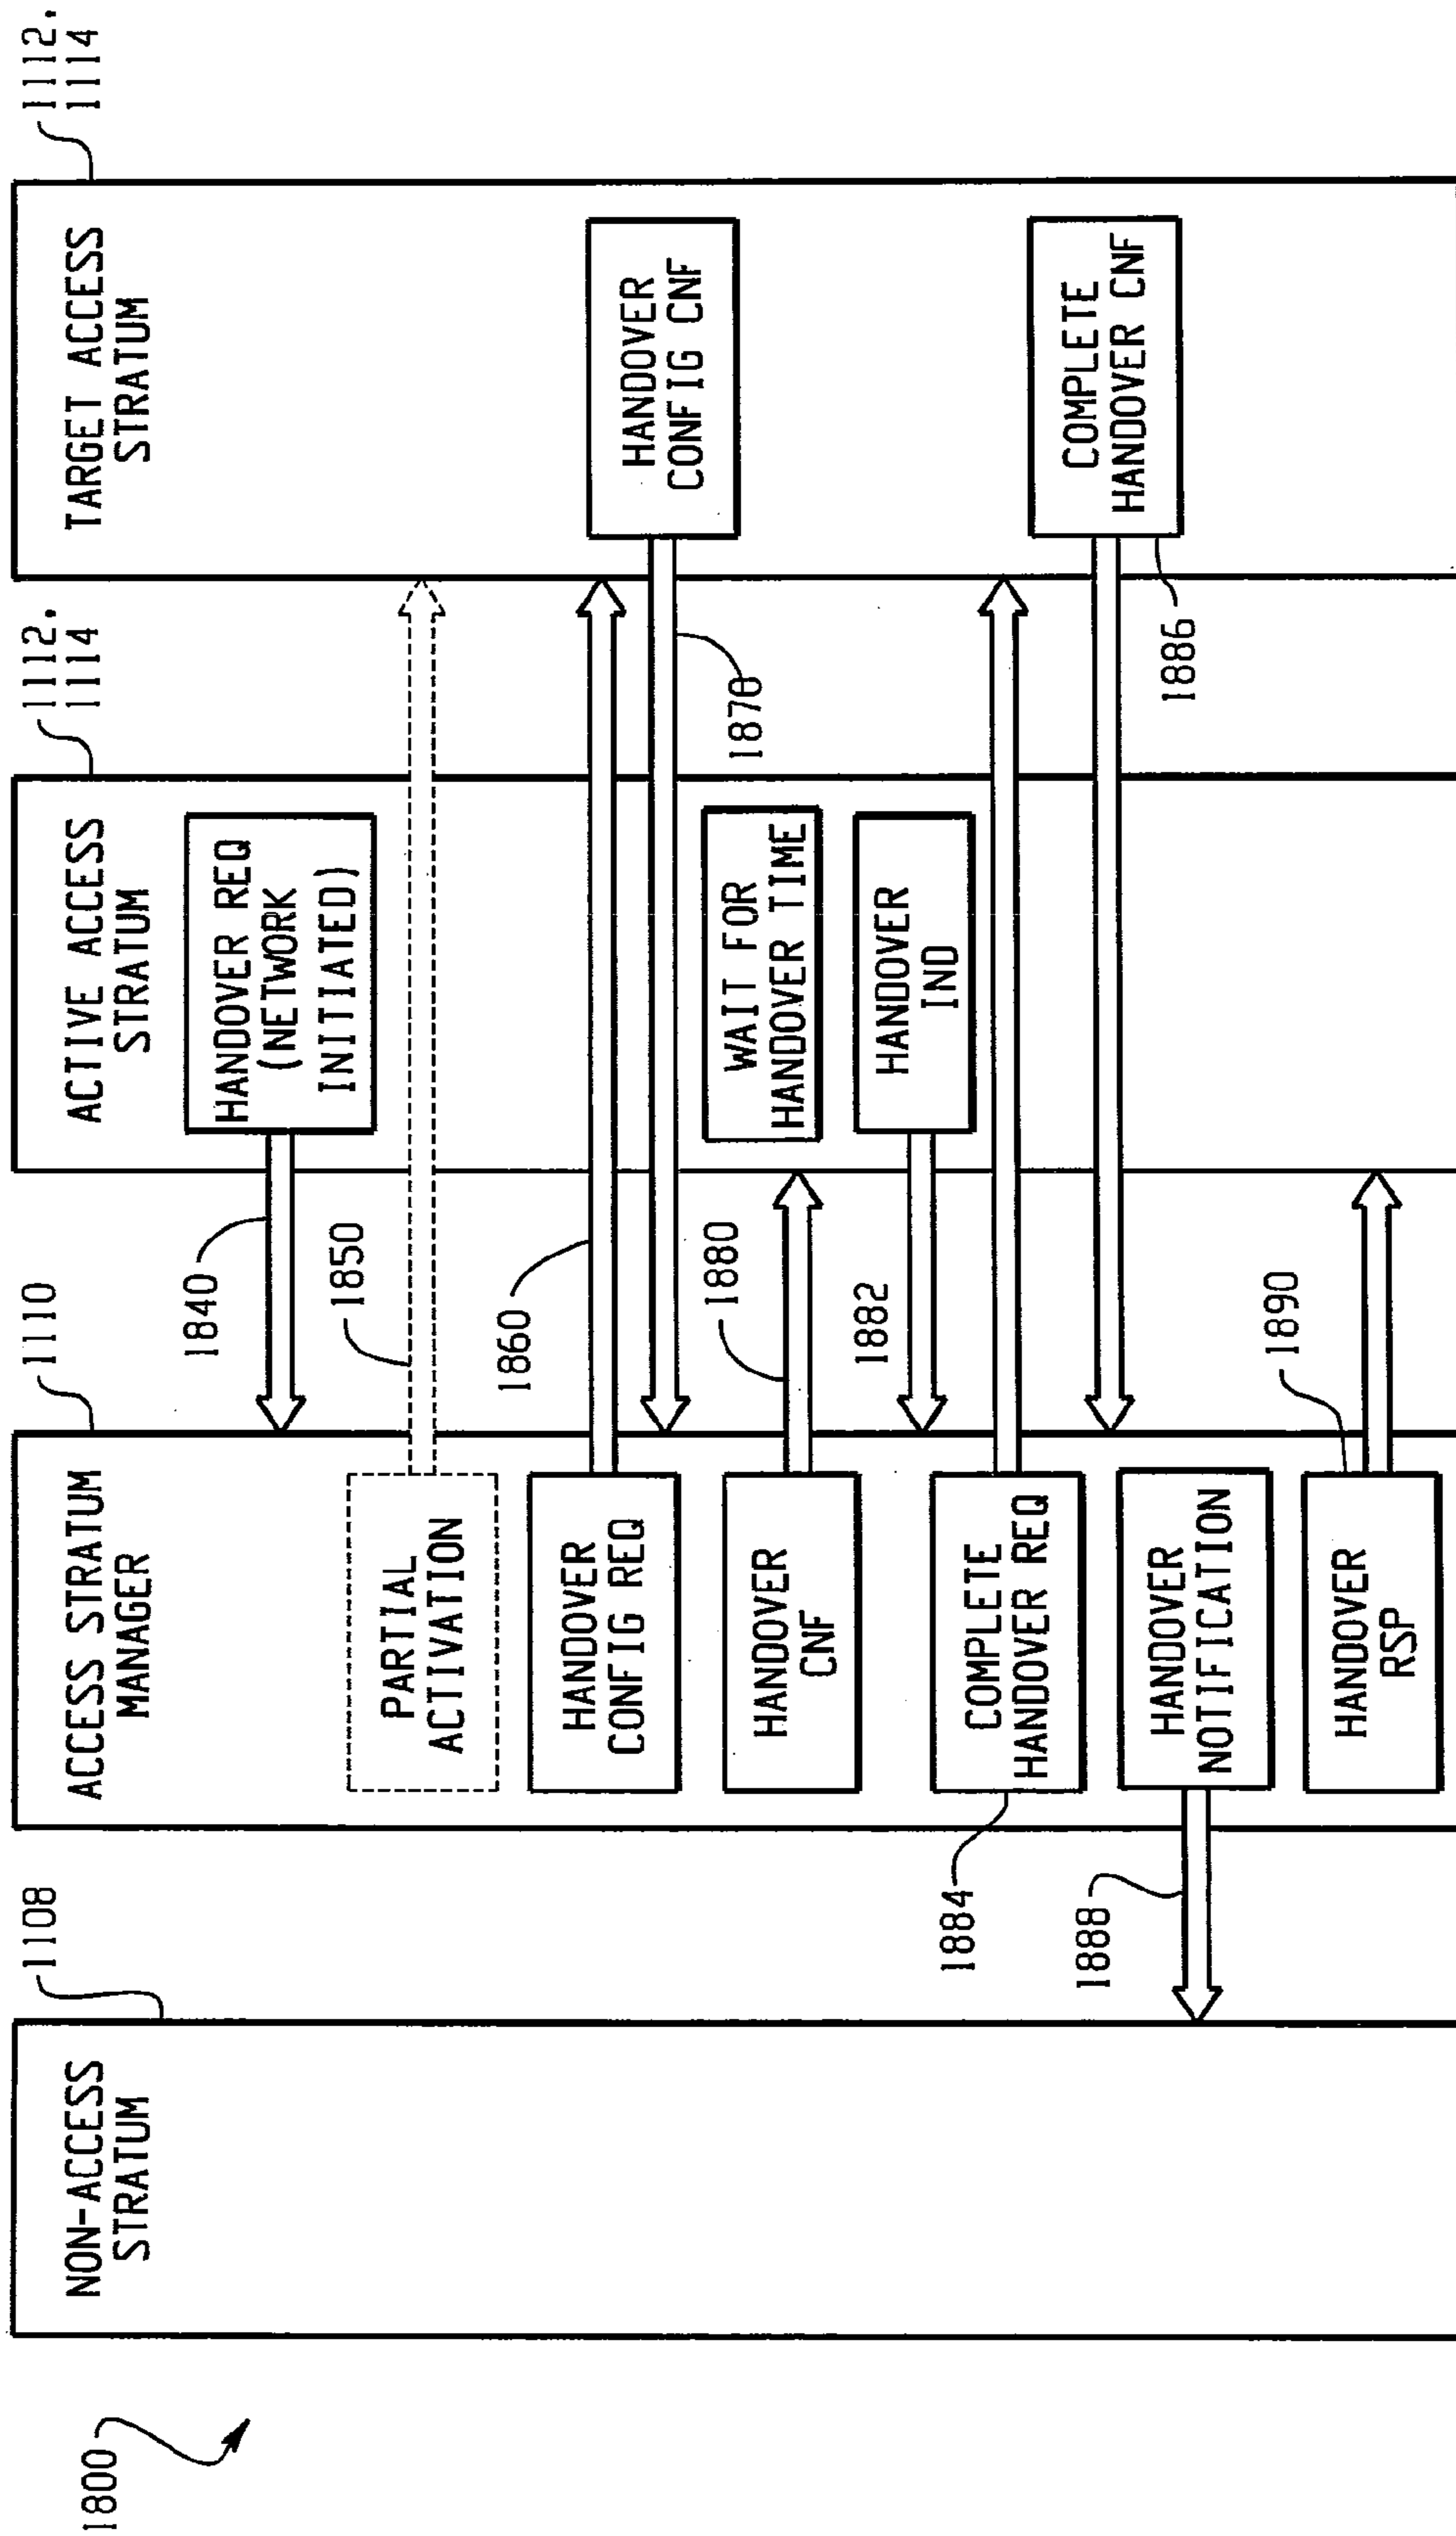 1800
NON-ACCESS
STRATUM
1108
ACCESS STRATUM
MANAGER
1110
ACTIVE ACCESS
STRATUM
1112,
1114
TARGET ACCESS
STRATUM
1112,
1114
HANDOVER REQ
(NETWORK
INITIATED)
1840
PARTIAL
ACTIVATION
1850
HANDOVER
CONFIG REQ
1860
HANDOVER
CONFIG CNF
1870
HANDOVER
CNF
1880
WAIT FOR
HANDOVER TIME
HANDOVER
IND
1882
COMPLETE
HANDOVER REQ
1884
COMPLETE
HANDOVER CNF
1886
HANDOVER
NOTIFICATION
1888
HANDOVER
RSP
1890